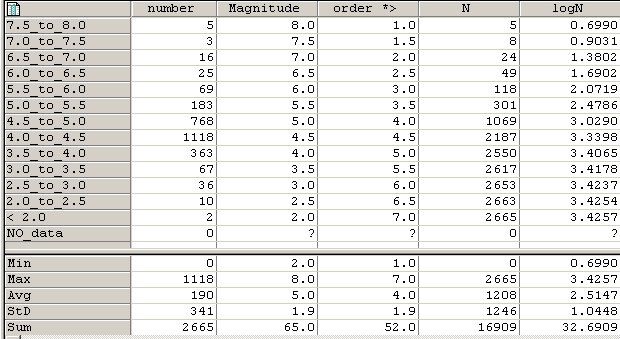 number Magnitude order *> N logN
7.5_to_8.0 5 8.0 1.0 5 0.6990
7.0_to_7.5 3 7.5 1.5 8 0.9031
6.5_to_7.0 16 7.0 2.0 24 1.3802
6.0_to_6.5 25 6.5 2.5 49 1.6902
5.5_to_6.0 69 6.0 3.0 118 2.0719
5.0_to_5.5 183 5.5 3.5 301 2.4786
4.5_to_5.0 768 5.0 4.0 1069 3.0290
4.0_to_4.5 1118 4.5 4.5 2187 3.3398
3.5_to_4.0 363 4.0 5.0 2550 3.4065
3.0_to_3.5 67 3.5 5.5 2617 3.4178
2.5_to_3.0 36 3.0 6.0 2653 3.4237
2.0_to_2.5 10 2.5 6.5 2663 3.4254
< 2.0 2 2.0 7.0 2665 3.4257
NO_data 0 ? ? 0 ?
Min 0 2.0 1.0 0 0.6990
Max 1118 8.0 7.0 2665 3.4257
Avg 190 5.0 4.0 1208 2.5147
StD 341 1.9 1.9 1246 1.0448
Sum 2665 65.0 52.0 16909 32.6909